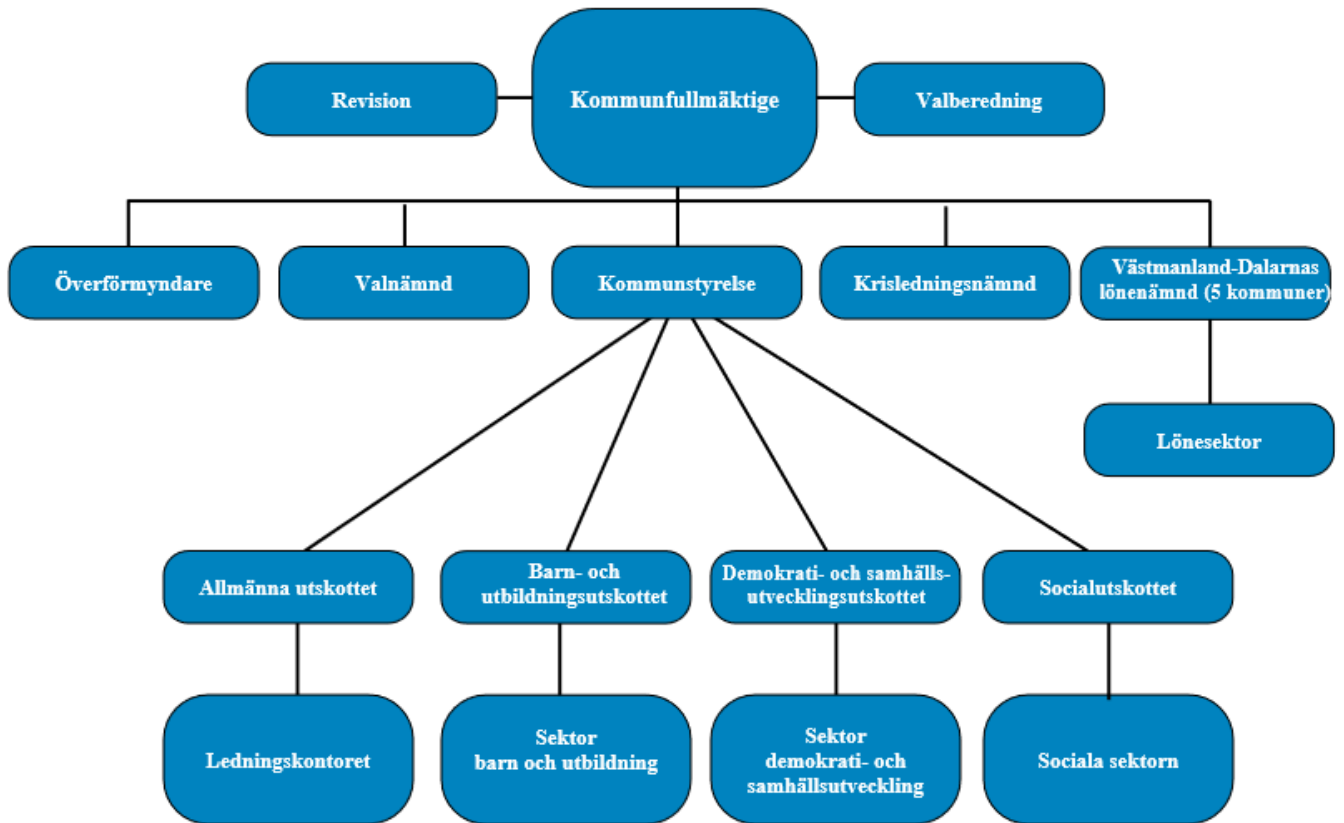 Revision
Kommunfullmäktige
Valberedning
Överförmyndare
Valnämnd
Kommunstyrelse
Krisledningsnämnd
Västmanland-Dalarnas
lönenämnd (5 kommuner)
Lönesektor
Allmänna utskottet
Barn- och
utbildningsutskottet
Demokrati- och samhälls-
utvecklingsutskottet
Socialutskottet
Ledningskontoret
Sektor
barn och utbildning
Sektor
demokrati- och
samhällsutveckling
Sociala sektorn